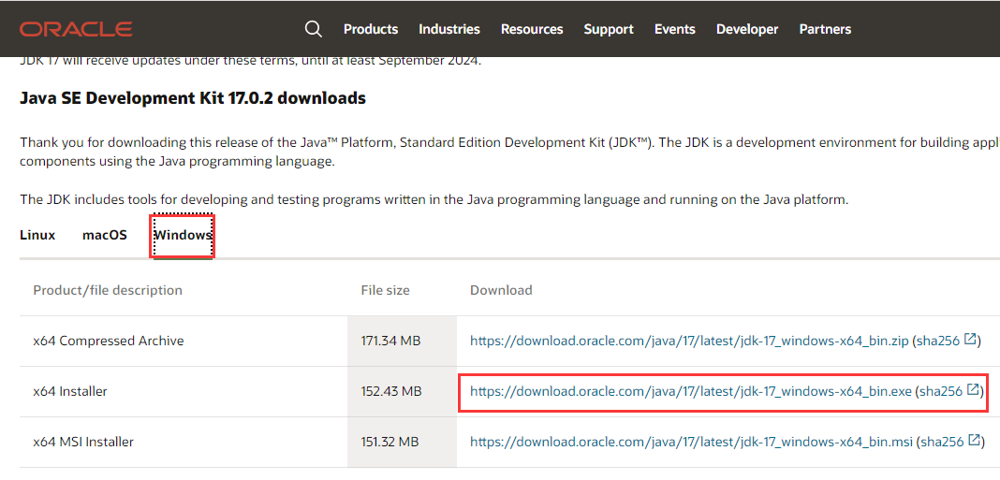 ORACLE Products Industries Resources Support Events Developer Partners
JDK 17 will receive updates under these terms, until at least September 2024.
Java SE Development Kit 17.0.2 downloads
Thank you for downloading this release of the Java™ Platform, Standard Edition Development Kit (JDK™). The JDK is a development environment for building appl
components using the Java programming language.
The JDK includes tools for developing and testing programs written in the Java programming language and running on the Java platform.
Linux macOS Windows
Product/file description File size Download
x64 Compressed Archive 171.34 MB https://download.oracle.com/java/17/latest/jdk-17_windows-x64_bin.zip (sha256)
x64 Installer 152.43 MB https://download.oracle.com/java/17/latest/jdk-17_windows-x64_bin.exe (sha256)
x64 MSI Installer 151.32 MB https://download.oracle.com/java/17/latest/jdk-17_windows-x64_bin.msi (sha256)